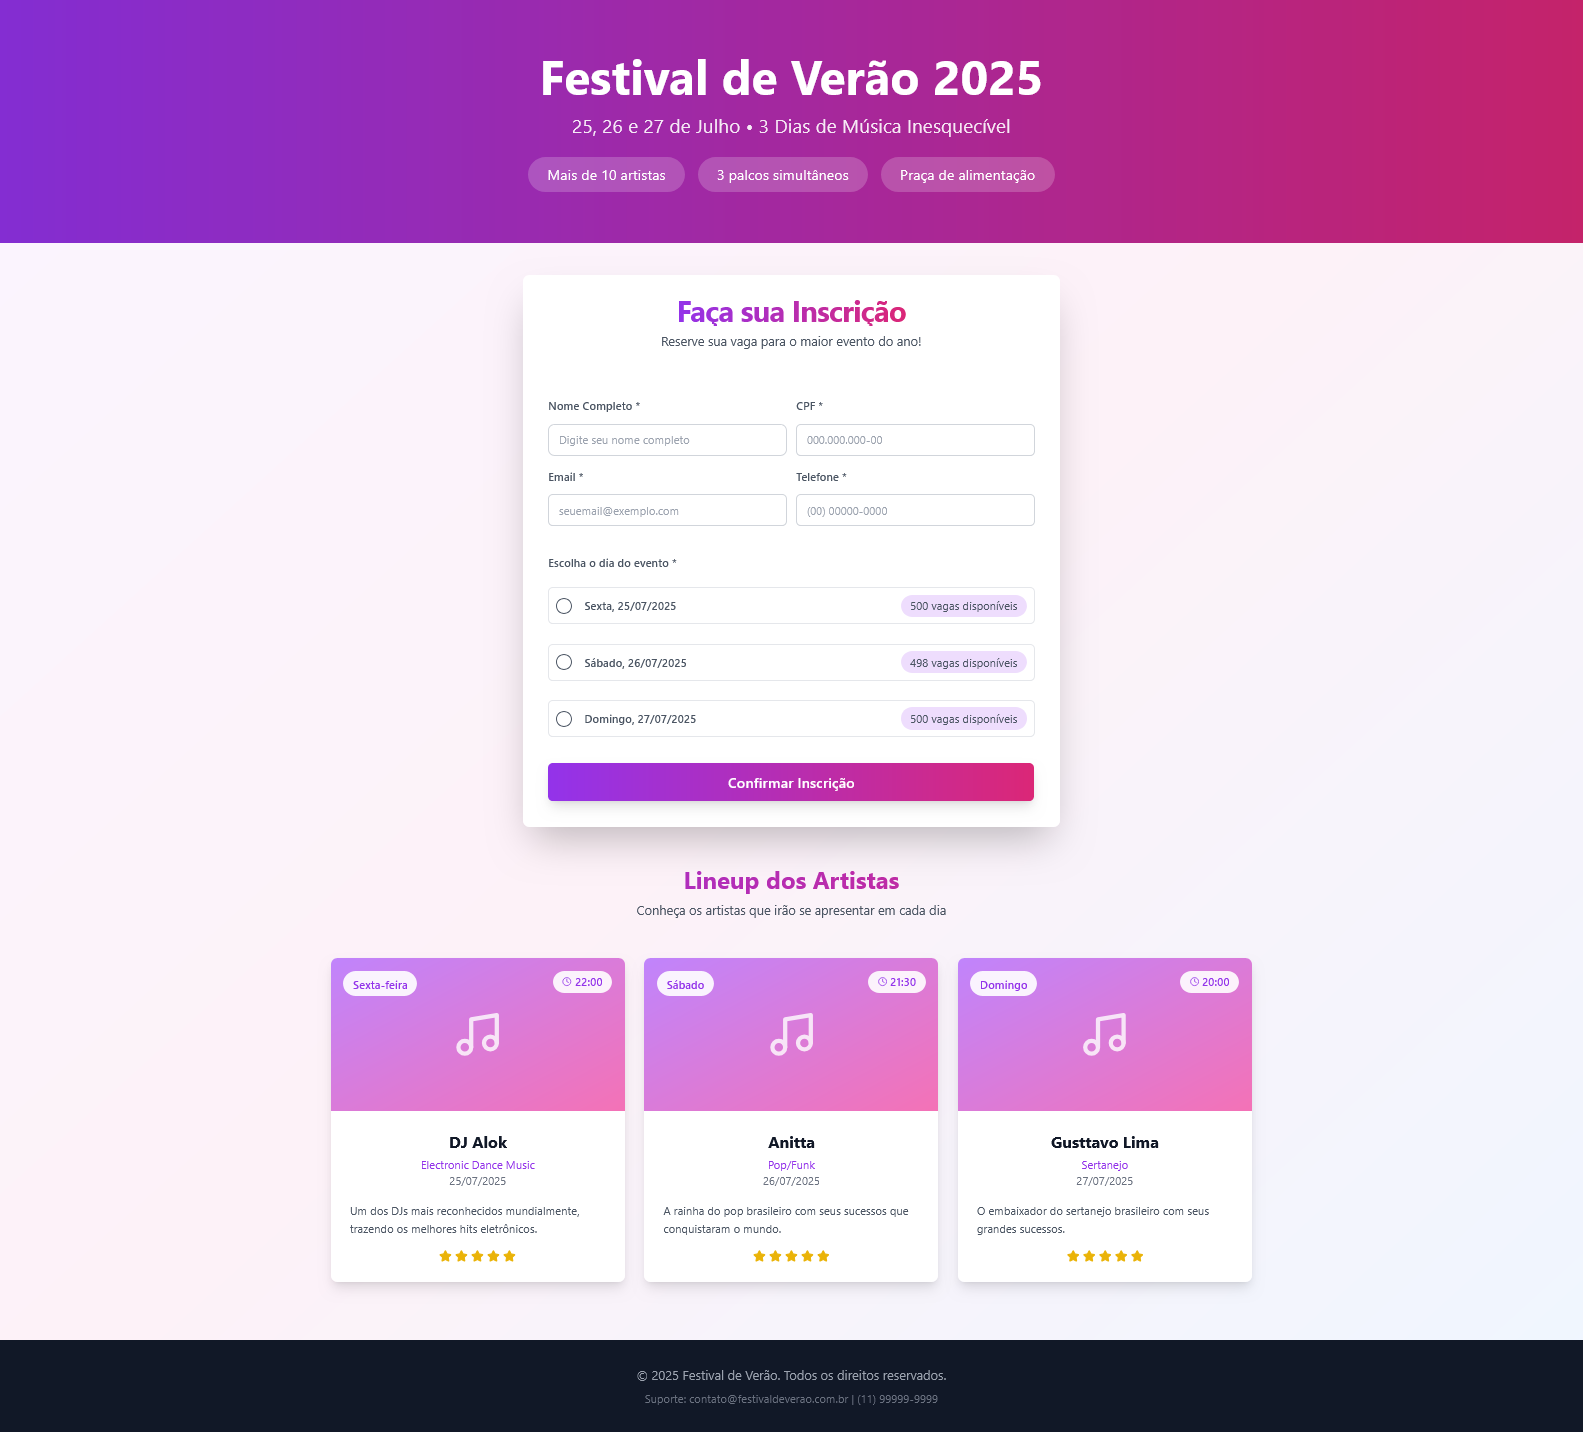 Festival de Verão 2025
25, 26 e 27 de Julho • 3 Dias de Música Inesquecível
Mais de 10 artistas
3 palcos simultâneos
Praça de alimentação
Faça sua Inscrição
Reserve sua vaga para o maior evento do ano!
Nome Completo *
CPF *
Digite seu nome completo
000.000.000-00
Email *
Telefone *
seuemail@exemplo.com
(00) 00000-0000
Escolha o dia do evento *
Sexta, 25/07/2025
500 vagas disponíveis
Sábado, 26/07/2025
498 vagas disponíveis
Domingo, 27/07/2025
500 vagas disponíveis
Confirmar Inscrição
Lineup dos Artistas
Conheça os artistas que irão se apresentar em cada dia
Sexta-feira
22:00
DJ Alok
Electronic Dance Music
25/07/2025
Um dos DJs mais reconhecidos mundialmente,
trazendo os melhores hits eletrônicos.
Sábado
21:30
Anitta
Pop/Funk
26/07/2025
A rainha do pop brasileiro com seus sucessos que
conquistaram o mundo.
Domingo
20:00
Gusttavo Lima
Sertanejo
27/07/2025
O embaixador do sertanejo brasileiro com seus
grandes sucessos.
© 2025 Festival de Verão. Todos os direitos reservados.
Suporte: contato@festivaldeverao.com.br | (11) 99999-9999